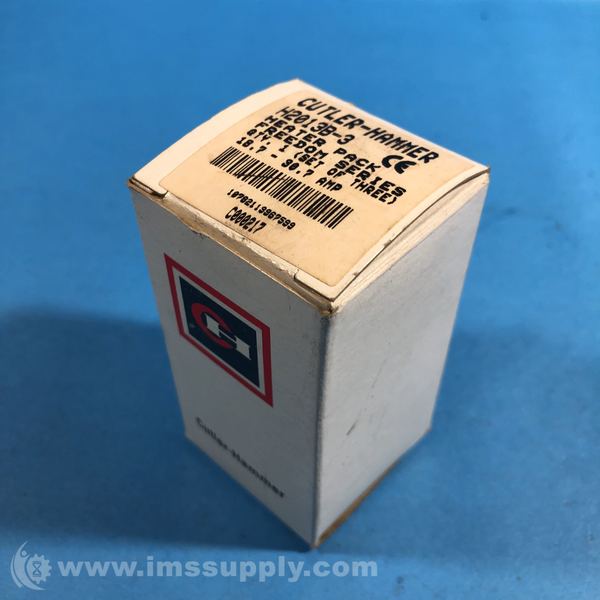 CUTLER-HAMMER
H2013B-3
HEATER PACK CE
FREEDOM SERIES
QTY. 1 (SET OF THREE)
18.7 - 30.7 AMP
C000217
CH
Cutler-Hammer
www.imssupply.com